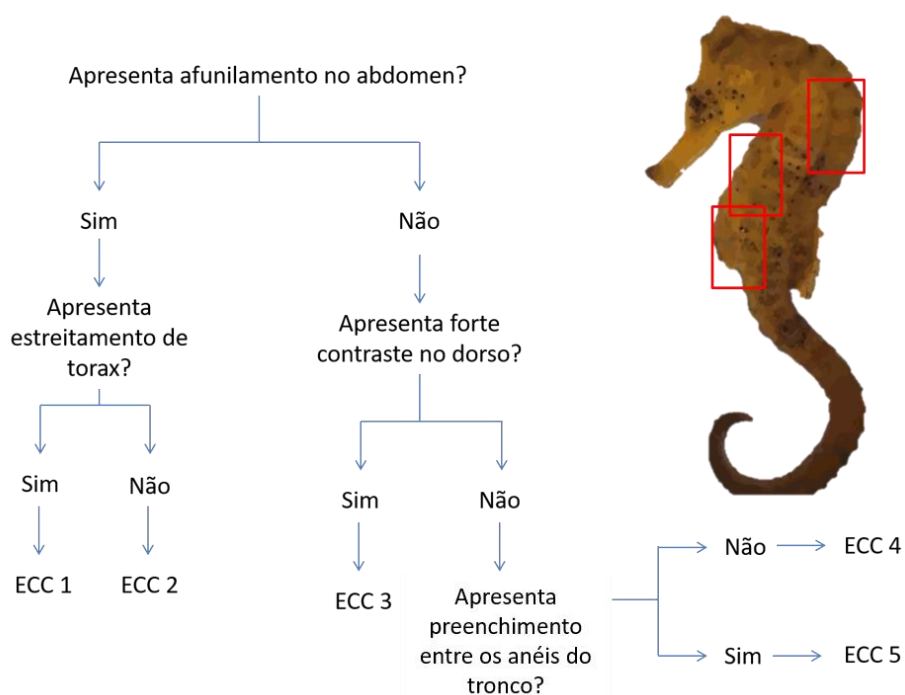 Apresenta afunilamento no abdomen?
Sim
Não
Apresenta
estreitamento de
torax?
Apresenta forte
contraste no dorso?
Sim
Não
Sim
Não
ECC 1
ECC 2
ECC 3
Apresenta
preenchimento
entre os anéis do
tronco?
Não
ECC 4
Sim
ECC 5